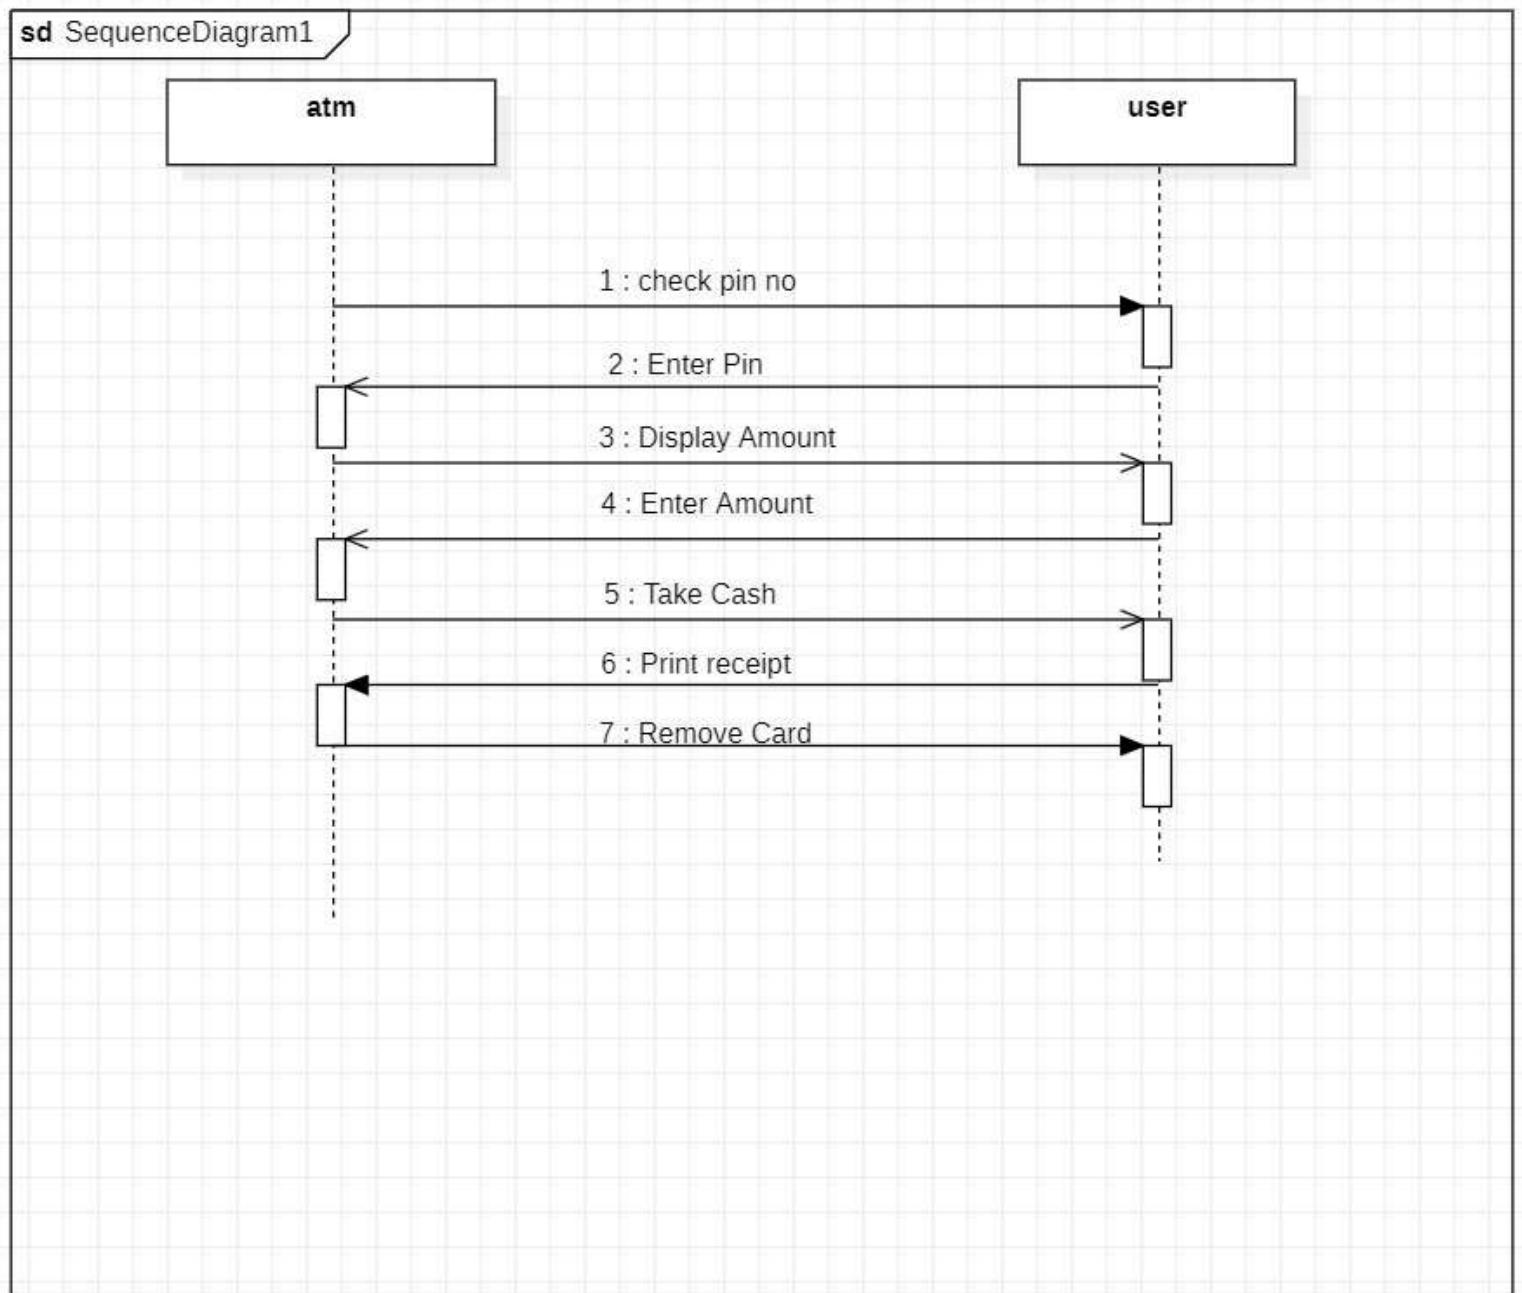 sd SequenceDiagram1
atm
user
1 : check pin no
2 : Enter Pin
3 : Display Amount
4 : Enter Amount
5 : Take Cash
6 : Print receipt
7 : Remove Card